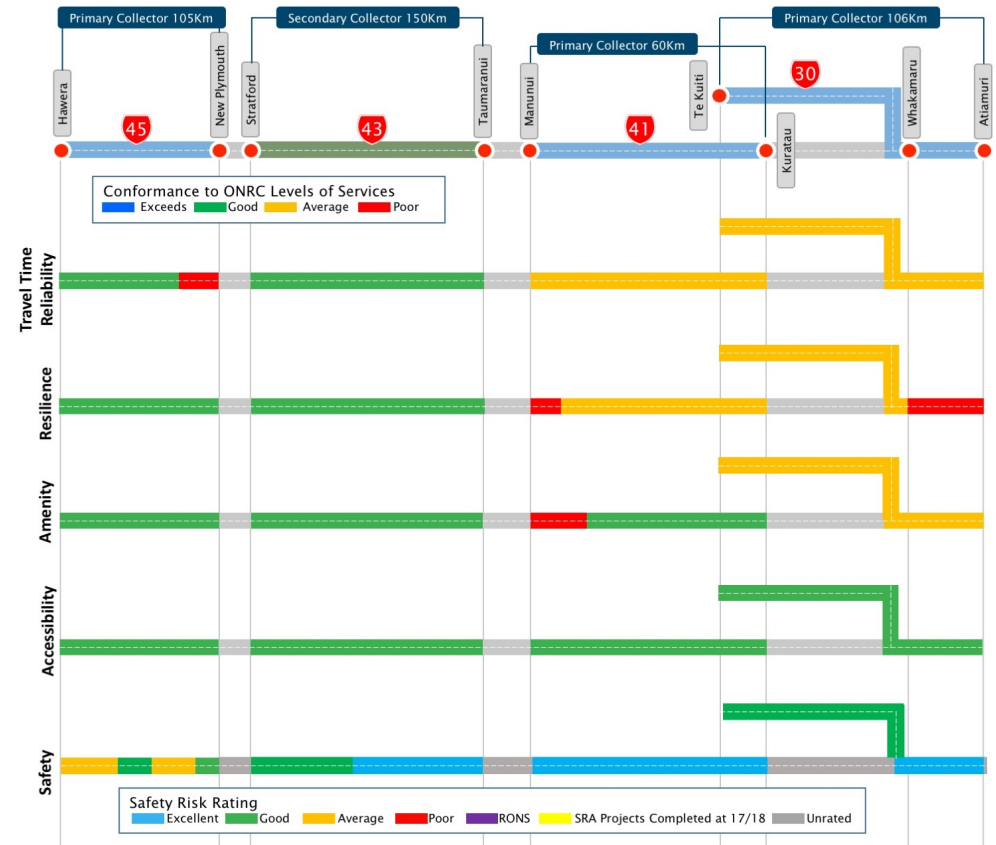 Primary Collector 105Km
Secondary Collector 150Km
Primary Collector 106Km
Primary Collector 60Km
Hawera
New Plymouth
Stratford
Taumaranui
Manunui
Te Kuiti
Kuratau
Whakamaru
Atiamuri
45
43
41
30
Conformance to ONRC Levels of Services
Exceeds Good Average Poor
Travel Time
Reliability
Resilience
Amenity
Accessibility
Safety
Safety Risk Rating
Excellent Good Average Poor RONS SRA Projects Completed at 17/18 Unrated